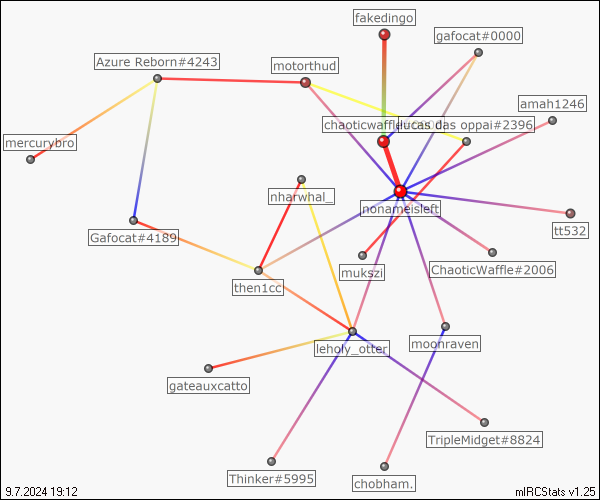 fakedingo
gafocat#0000
Azure Reborn#4243
motorthud
amah1246
chaoticwaffle
lucas das oppai#2396
mercurybro
nharwhal_
nonameisleft
Gafocat#4189
tt532
mukszi
ChaoticWaffle#2006
then1cc
leholy_otter
moonraven
gateauxcatto
TripleMidget#8824
Thinker#5995
chobham.
9.7.2024 19:12
mIRCStats v1.25